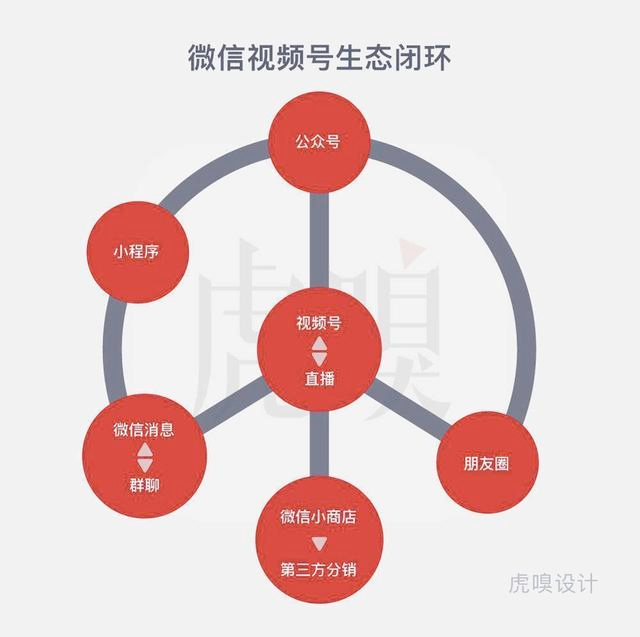 微信视频号生态闭环
公众号
小程序
视频号
直播
微信消息
群聊
朋友圈
微信小商店
第三方分销
虎嗅设计
虎嗅